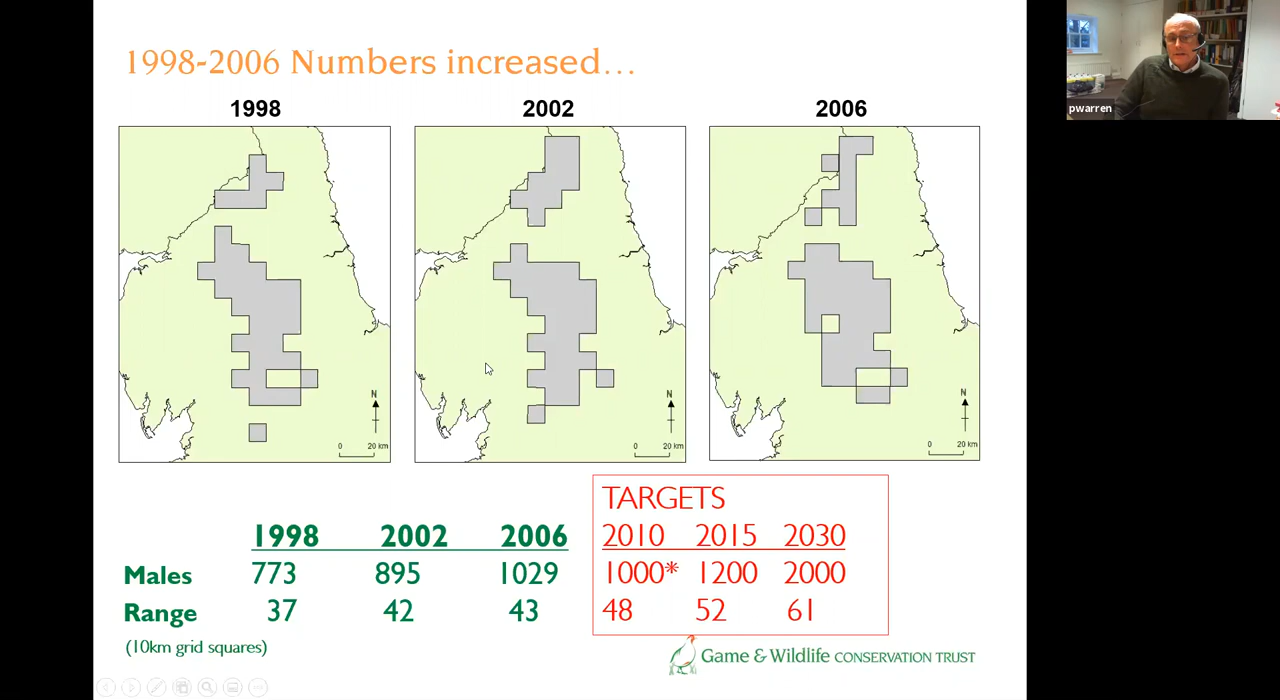 1998-2006 Numbers increased...
1998
2002
2006
N
0 20 km
N
0 20 km
N
0 20 km
1998 2002 2006
Males 773 895 1029
Range 37 42 43
(10km grid squares)
TARGETS
2010 2015 2030
1000* 1200 2000
48 52 61
Game & Wildlife CONSERVATION TRUST
pwarren